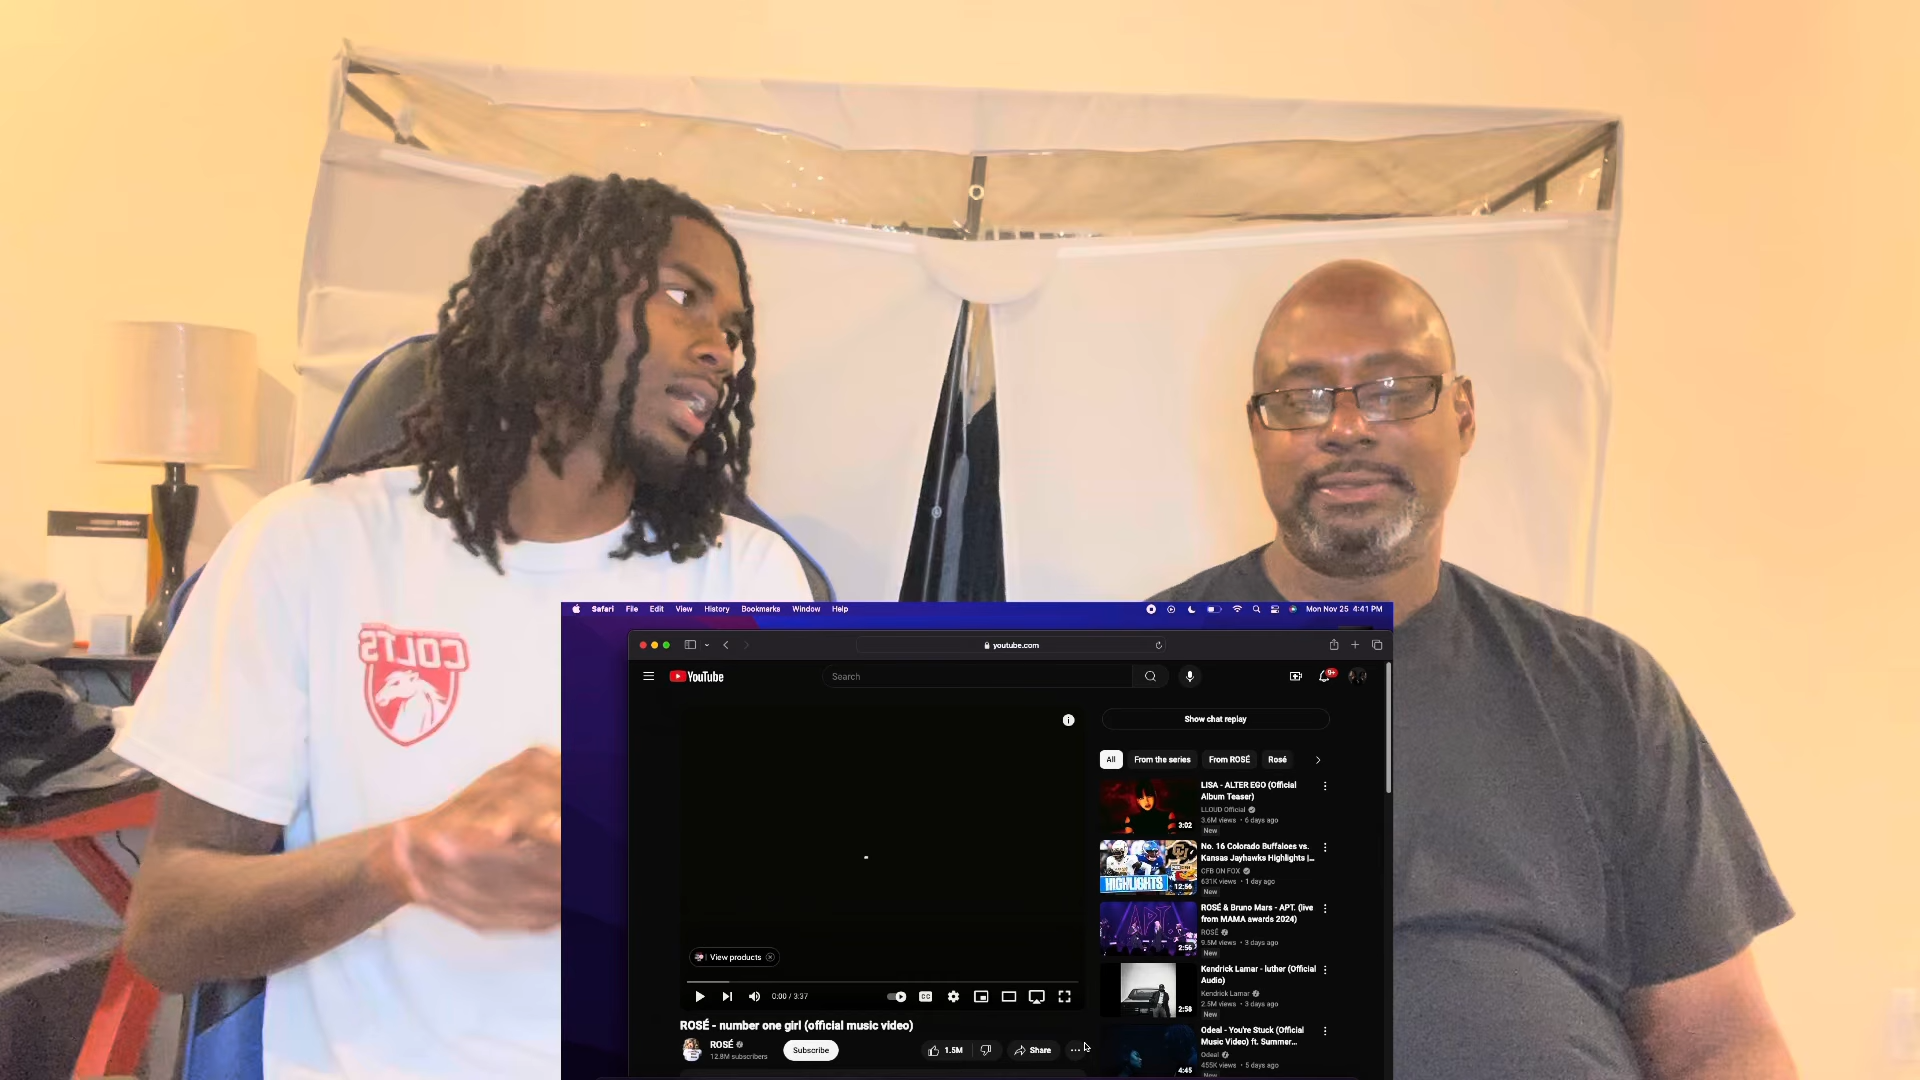 COLTS
Safari File Edit View History Bookmarks Window Help
Mon Nov 25 4:41 PM
youtube.com
YouTube
Search
9+
Show chat replay
All From the series From ROSÉ Rosé
LISA - ALTER EGO (Official
Album Teaser)
LLOUD Official
3.6M views • 6 days ago
New
3:02
No. 16 Colorado Buffaloes vs.
Kansas Jayhawks Highlights |...
CFB ON FOX
631K views • 1 day ago
New
HIGHLIGHTS
12:56
ROSÉ & Bruno Mars - APT. (live
from MAMA awards 2024)
ROSÉ
9.5M views • 3 days ago
New
APT.
2:56
Kendrick Lamar - luther (Official
Audio)
Kendrick Lamar
2.5M views • 3 days ago
New
2:58
Odeal - You're Stuck (Official
Music Video) ft. Summer...
Odeal
455K views • 5 days ago
New
4:45
View products
0:00 / 3:37
CC
ROSÉ - number one girl (official music video)
ROSÉ
12.8M subscribers
Subscribe
1.5M
Share